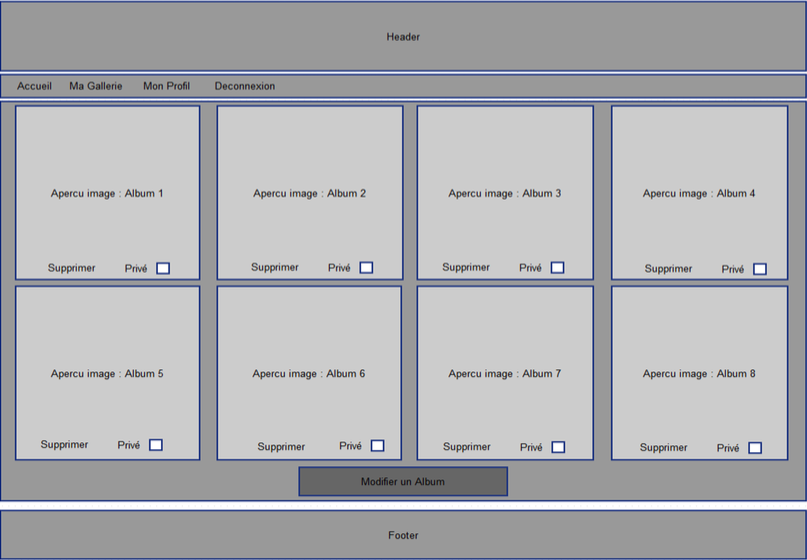 Header
Accueil Ma Gallerie Mon Profil Deconnexion
Apercu image : Album 1 Apercu image : Album 2 Apercu image : Album 3 Apercu image : Album 4
Supprimer Privé Supprimer Privé Supprimer Privé Supprimer Privé
Apercu image : Album 5 Apercu image : Album 6 Apercu image : Album 7 Apercu image : Album 8
Supprimer Privé Supprimer Privé Supprimer Privé Supprimer Privé
Modifier un Album
Footer